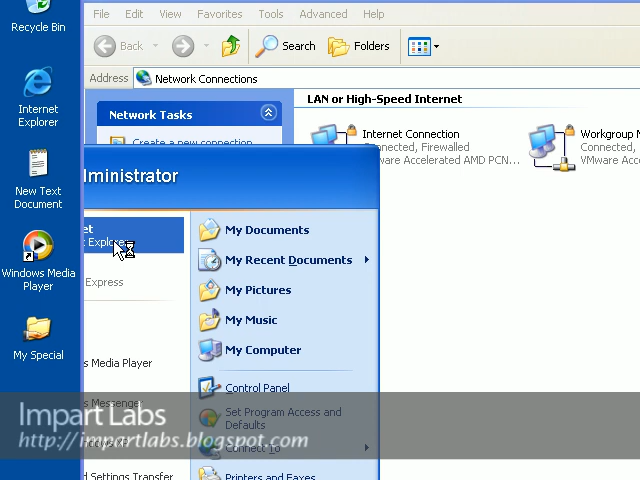 Recycle Bin
Internet
Explorer
New Text
Document
Windows Media
Player
My Special
File Edit View Favorites Tools Advanced Help
Back Search Folders
Address Network Connections
Network Tasks
Create a new connection
LAN or High-Speed Internet
Internet Connection
Connected, Firewalled
VMware Accelerated AMD PCN...
Workgroup N
Connected,
VMware Acce
dministrator
et
t Explorer
Express
s Media Player
s Messenger
d Settings Transfer
My Documents
My Recent Documents
My Pictures
My Music
My Computer
Control Panel
Set Program Access and
Defaults
Connect To
Printers and Faxes
Impart Labs
http://impartlabs.blogspot.com